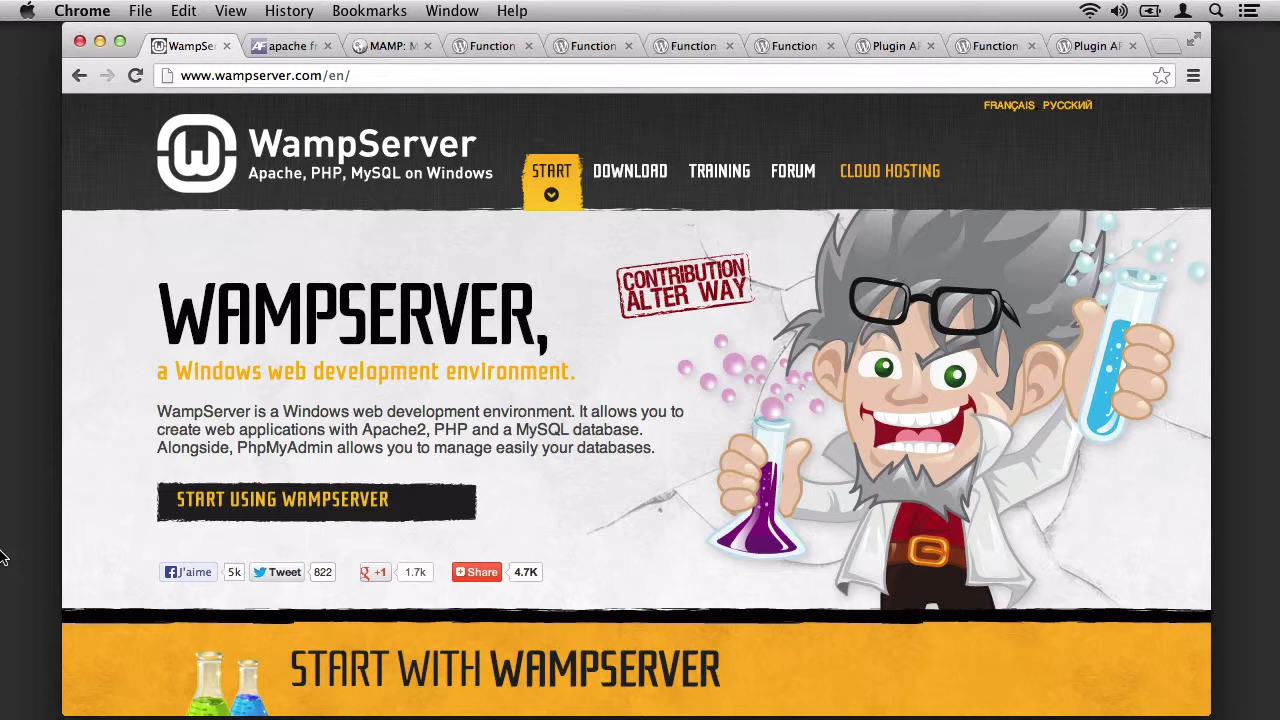 Chrome File Edit View History Bookmarks Window Help
WampSer apache fr MAMP: M Function Function Function Function Plugin AF Function Plugin AF
www.wampserver.com/en/
FRANÇAIS РУССКИЙ
WampServer
Apache, PHP, MySQL on Windows
START DOWNLOAD TRAINING FORUM CLOUD HOSTING
CONTRIBUTION
ALTER WAY
WAMPSERVER,
a Windows web development environment.
WampServer is a Windows web development environment. It allows you to
create web applications with Apache2, PHP and a MySQL database.
Alongside, PhpMyAdmin allows you to manage easily your databases.
START USING WAMPSERVER
J'aime 5k Tweet 822 +1 1.7k Share 4.7K
START WITH WAMPSERVER